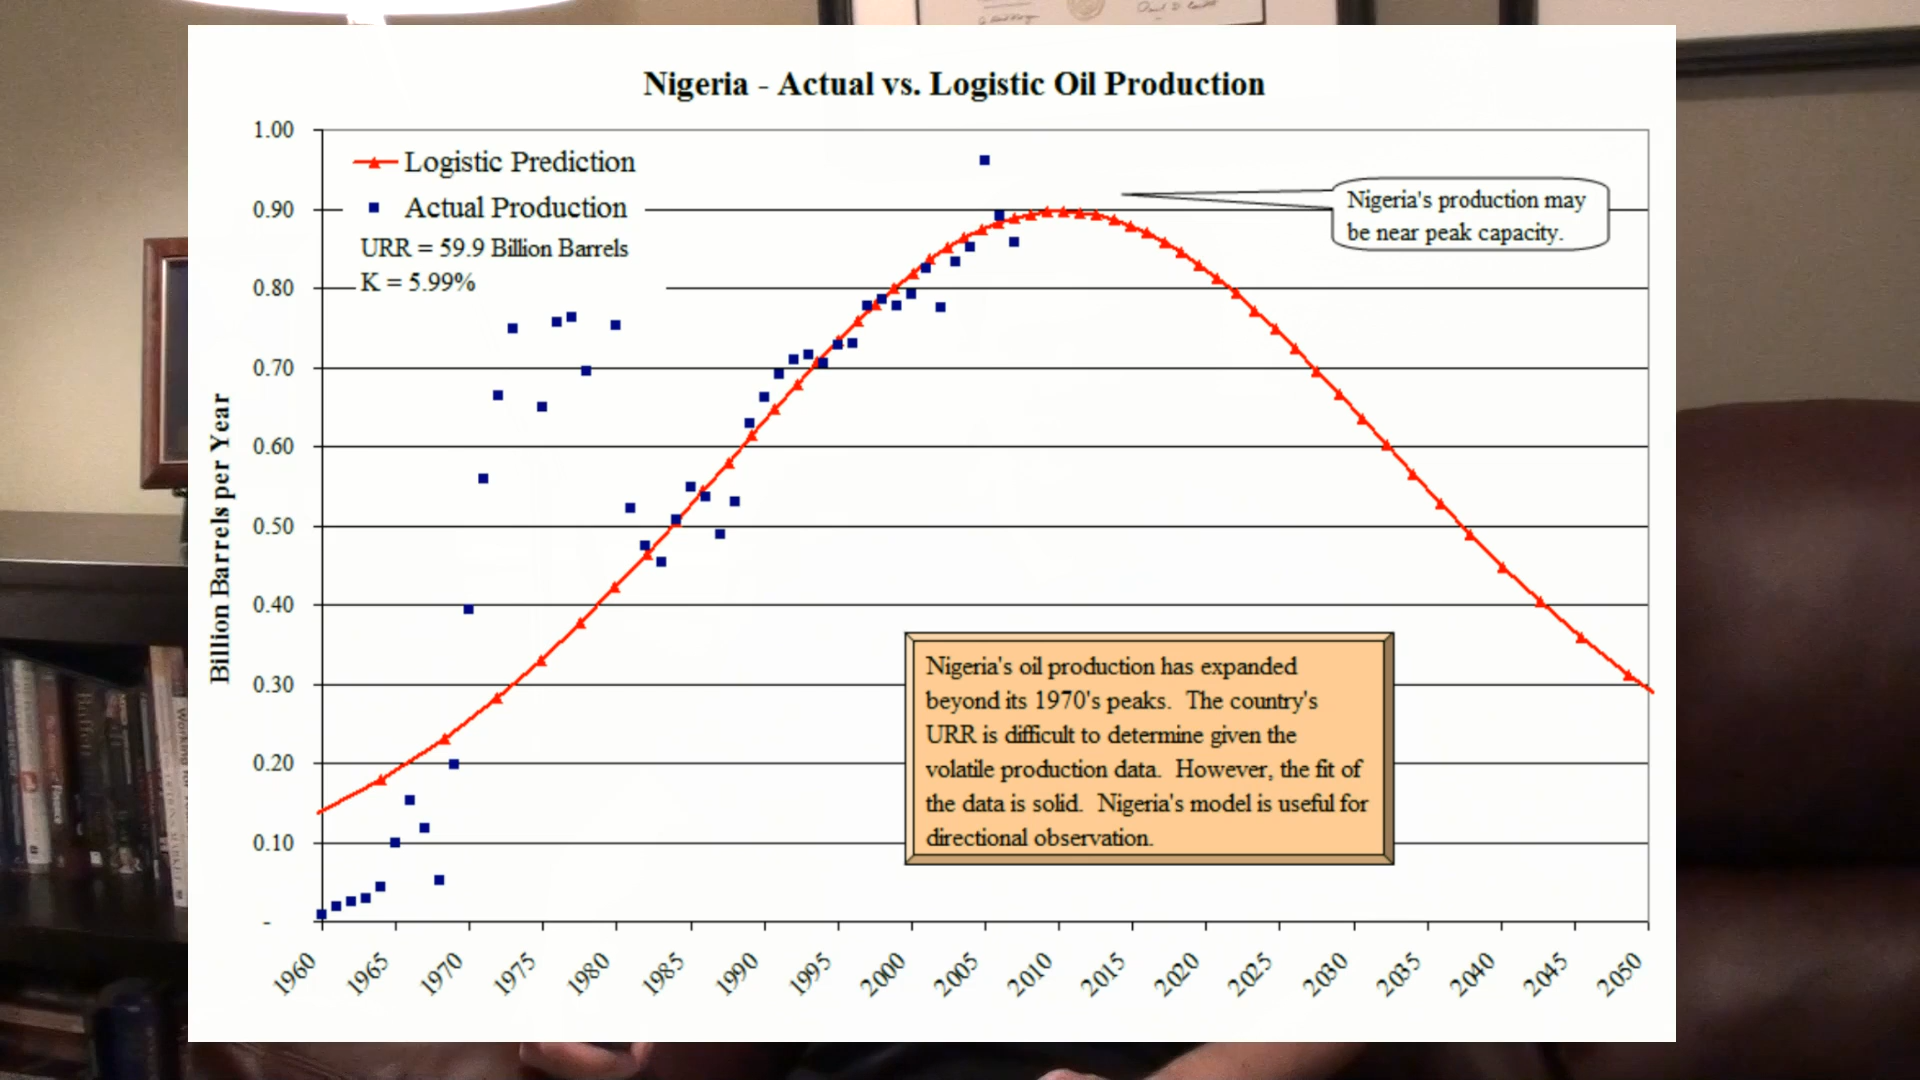 Nigeria - Actual vs. Logistic Oil Production
1.00
0.90
0.80
0.70
0.60
0.50
0.40
0.30
0.20
0.10
-
Billion Barrels per Year
Logistic Prediction
Actual Production
URR = 59.9 Billion Barrels
K = 5.99%
Nigeria's production may
be near peak capacity.
Nigeria's oil production has expanded
beyond its 1970's peaks. The country's
URR is difficult to determine given the
volatile production data. However, the fit of
the data is solid. Nigeria's model is useful for
directional observation.
1960
1965
1970
1975
1980
1985
1990
1995
2000
2005
2010
2015
2020
2025
2030
2035
2040
2045
2050